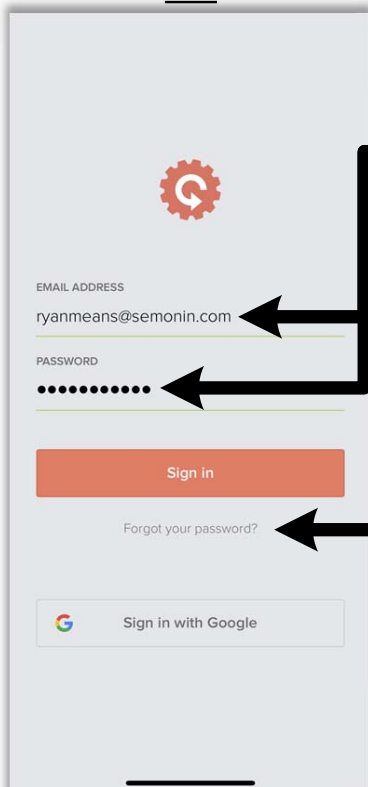 EMAIL ADDRESS
ryanmeans@semonin.com
PASSWORD
●●●●●●●●●●●
Sign in
Forgot your password?
Sign in with Google